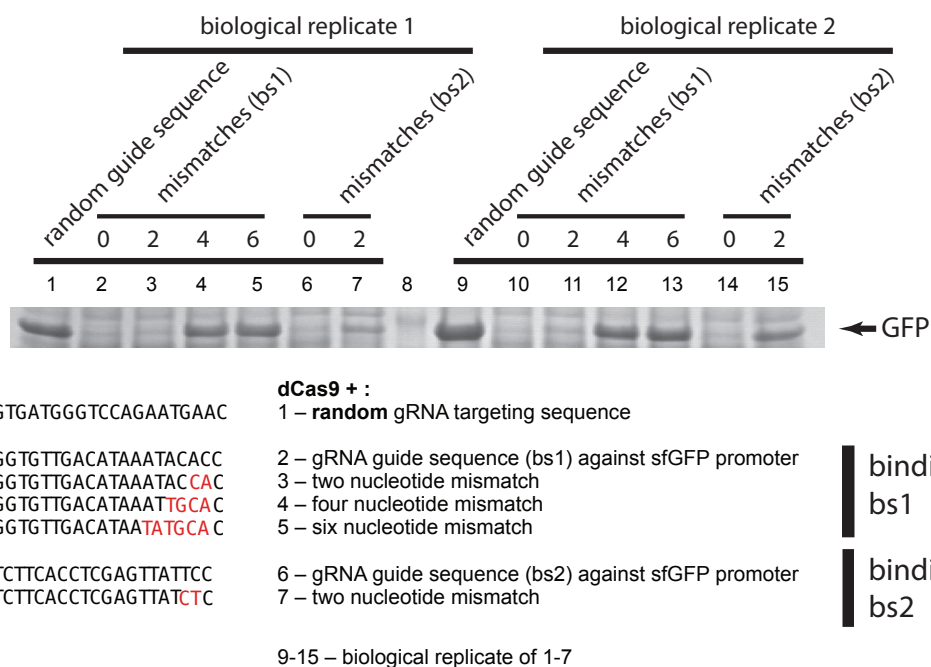 biological replicate 1 biological replicate 2
random guide sequence mismatches (bs1) mismatches (bs2) random guide sequence mismatches (bs1) mismatches (bs2)
0 2 4 6 0 2 0 2 4 6 0 2
1 2 3 4 5 6 7 8 9 10 11 12 13 14 15
GFP
dCas9 + :
GTGATGGGTCCAGAATGAAC 1 – random gRNA targeting sequence
GGTGTTGACATAAATACACC 2 – gRNA guide sequence (bs1) against sfGFP promoter
GGTGTTGACATAAATACCAC 3 – two nucleotide mismatch
GGTGTTGACATAAATTGCAC 4 – four nucleotide mismatch
GGTGTTGACATAATATGCAC 5 – six nucleotide mismatch
bs1
TCTTCACCTCGAGTTATTCC 6 – gRNA guide sequence (bs2) against sfGFP promoter
TCTTCACCTCGAGTTATCTC 7 – two nucleotide mismatch
bs2
9-15 – biological replicate of 1-7